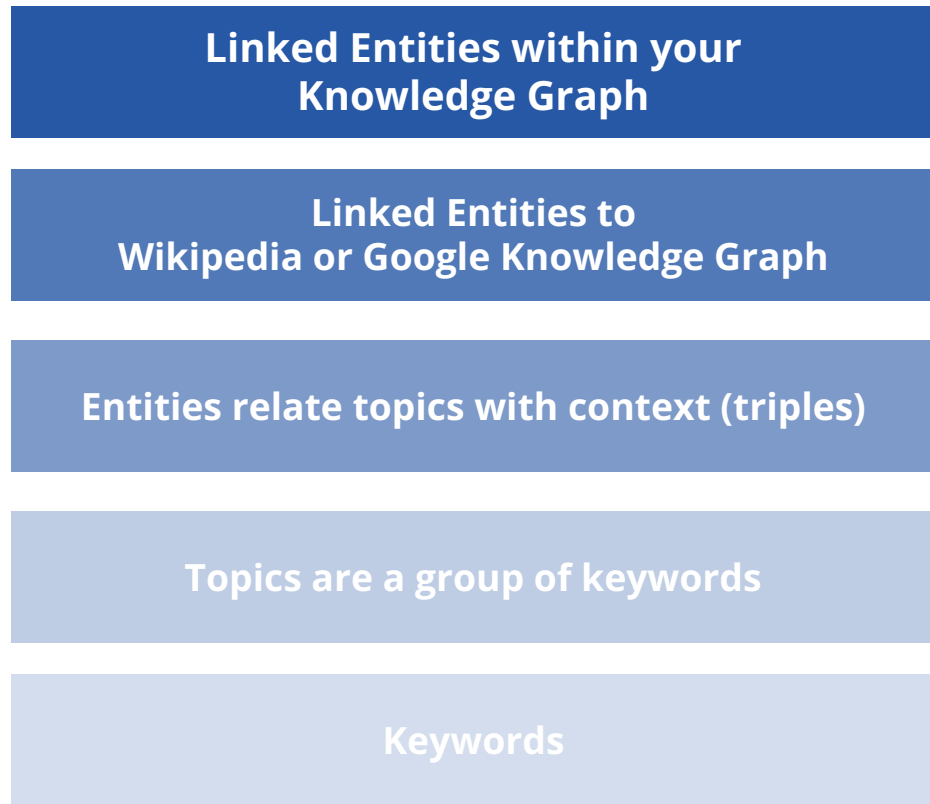 Linked Entities within your
Knowledge Graph
Linked Entities to
Wikipedia or Google Knowledge Graph
Entities relate topics with context (triples)
Topics are a group of keywords
Keywords